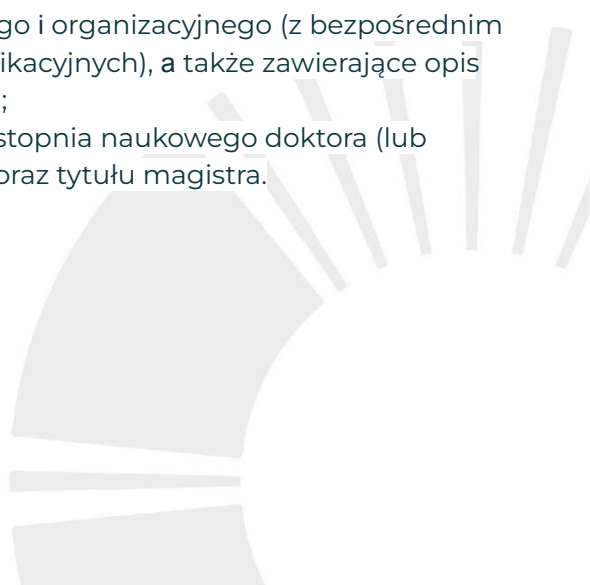 go i organizacyjnego (z bezpośrednim
ikacyjnych), a także zawierające opis
;
stopnia naukowego doktora (lub
oraz tytułu magistra.